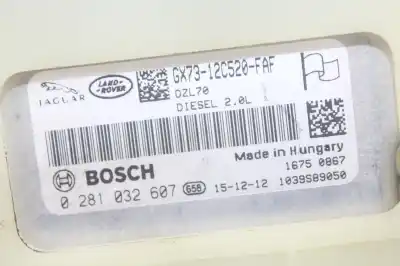 JAGUAR
LAND ROVER
GX73-12C520-FAF
DZL70
DIESEL 2.0L
Made in Hungary
BOSCH
1675 0867
0 281 032 607 658 15-12-12 1039S89050